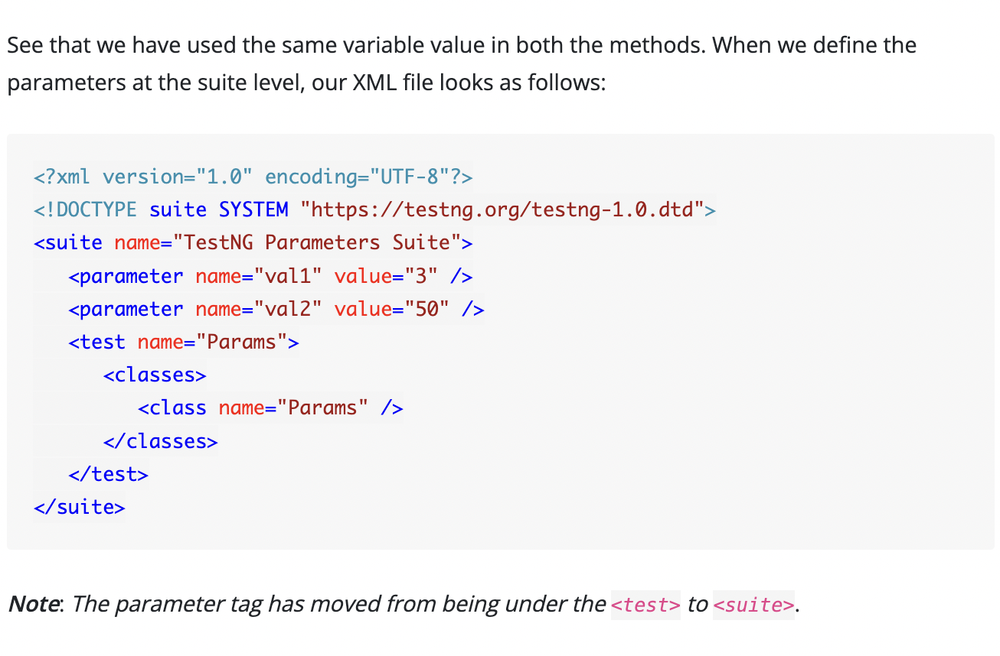 See that we have used the same variable value in both the methods. When we define the
parameters at the suite level, our XML file looks as follows:
<?xml version="1.0" encoding="UTF-8"?>
<!DOCTYPE suite SYSTEM "https://testng.org/testng-1.0.dtd">
<suite name="TestNG Parameters Suite">
   <parameter name="val1" value="3" />
   <parameter name="val2" value="50" />
   <test name="Params">
      <classes>
         <class name="Params" />
      </classes>
   </test>
</suite>
Note: The parameter tag has moved from being under the <test> to <suite>.